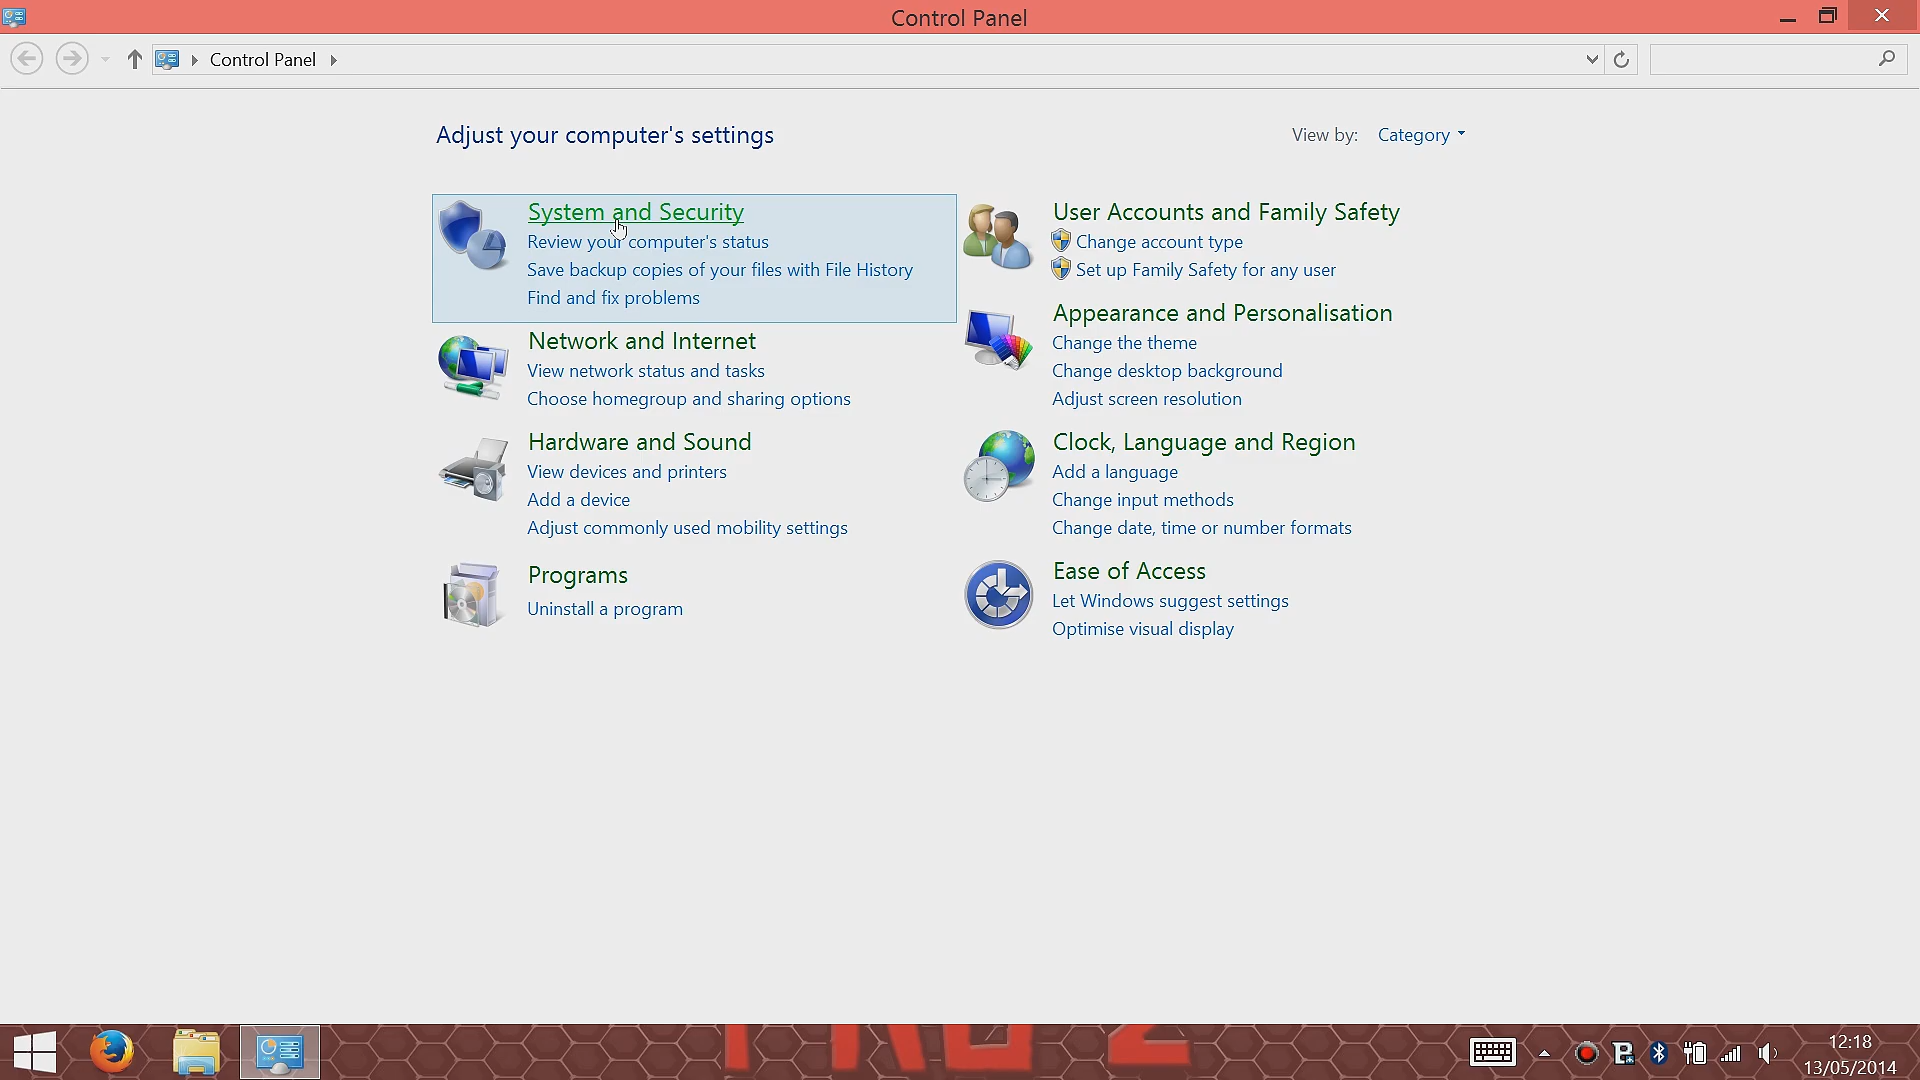 Control Panel
Control Panel
Adjust your computer's settings
View by: Category
System and Security
Review your computer's status
Save backup copies of your files with File History
Find and fix problems
Network and Internet
View network status and tasks
Choose homegroup and sharing options
Hardware and Sound
View devices and printers
Add a device
Adjust commonly used mobility settings
Programs
Uninstall a program
User Accounts and Family Safety
Change account type
Set up Family Safety for any user
Appearance and Personalisation
Change the theme
Change desktop background
Adjust screen resolution
Clock, Language and Region
Add a language
Change input methods
Change date, time or number formats
Ease of Access
Let Windows suggest settings
Optimise visual display
12:18
13/05/2014